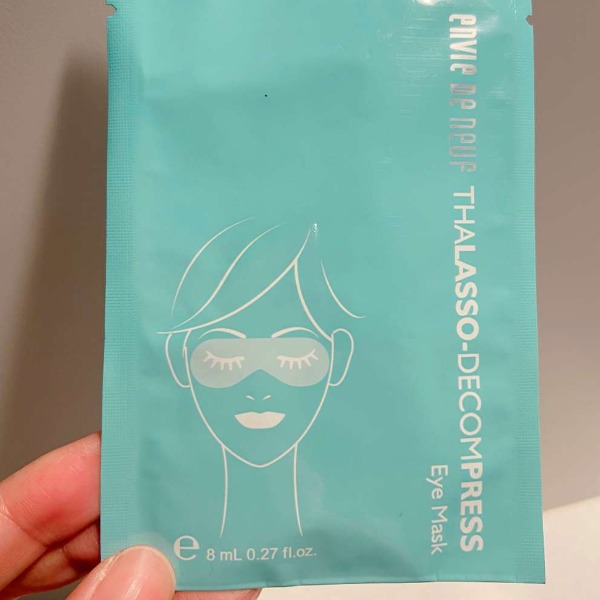 envie de neuf
THALASSO-DECOMPRESS
Eye Mask
e 8 mL 0.27 fl.oz.